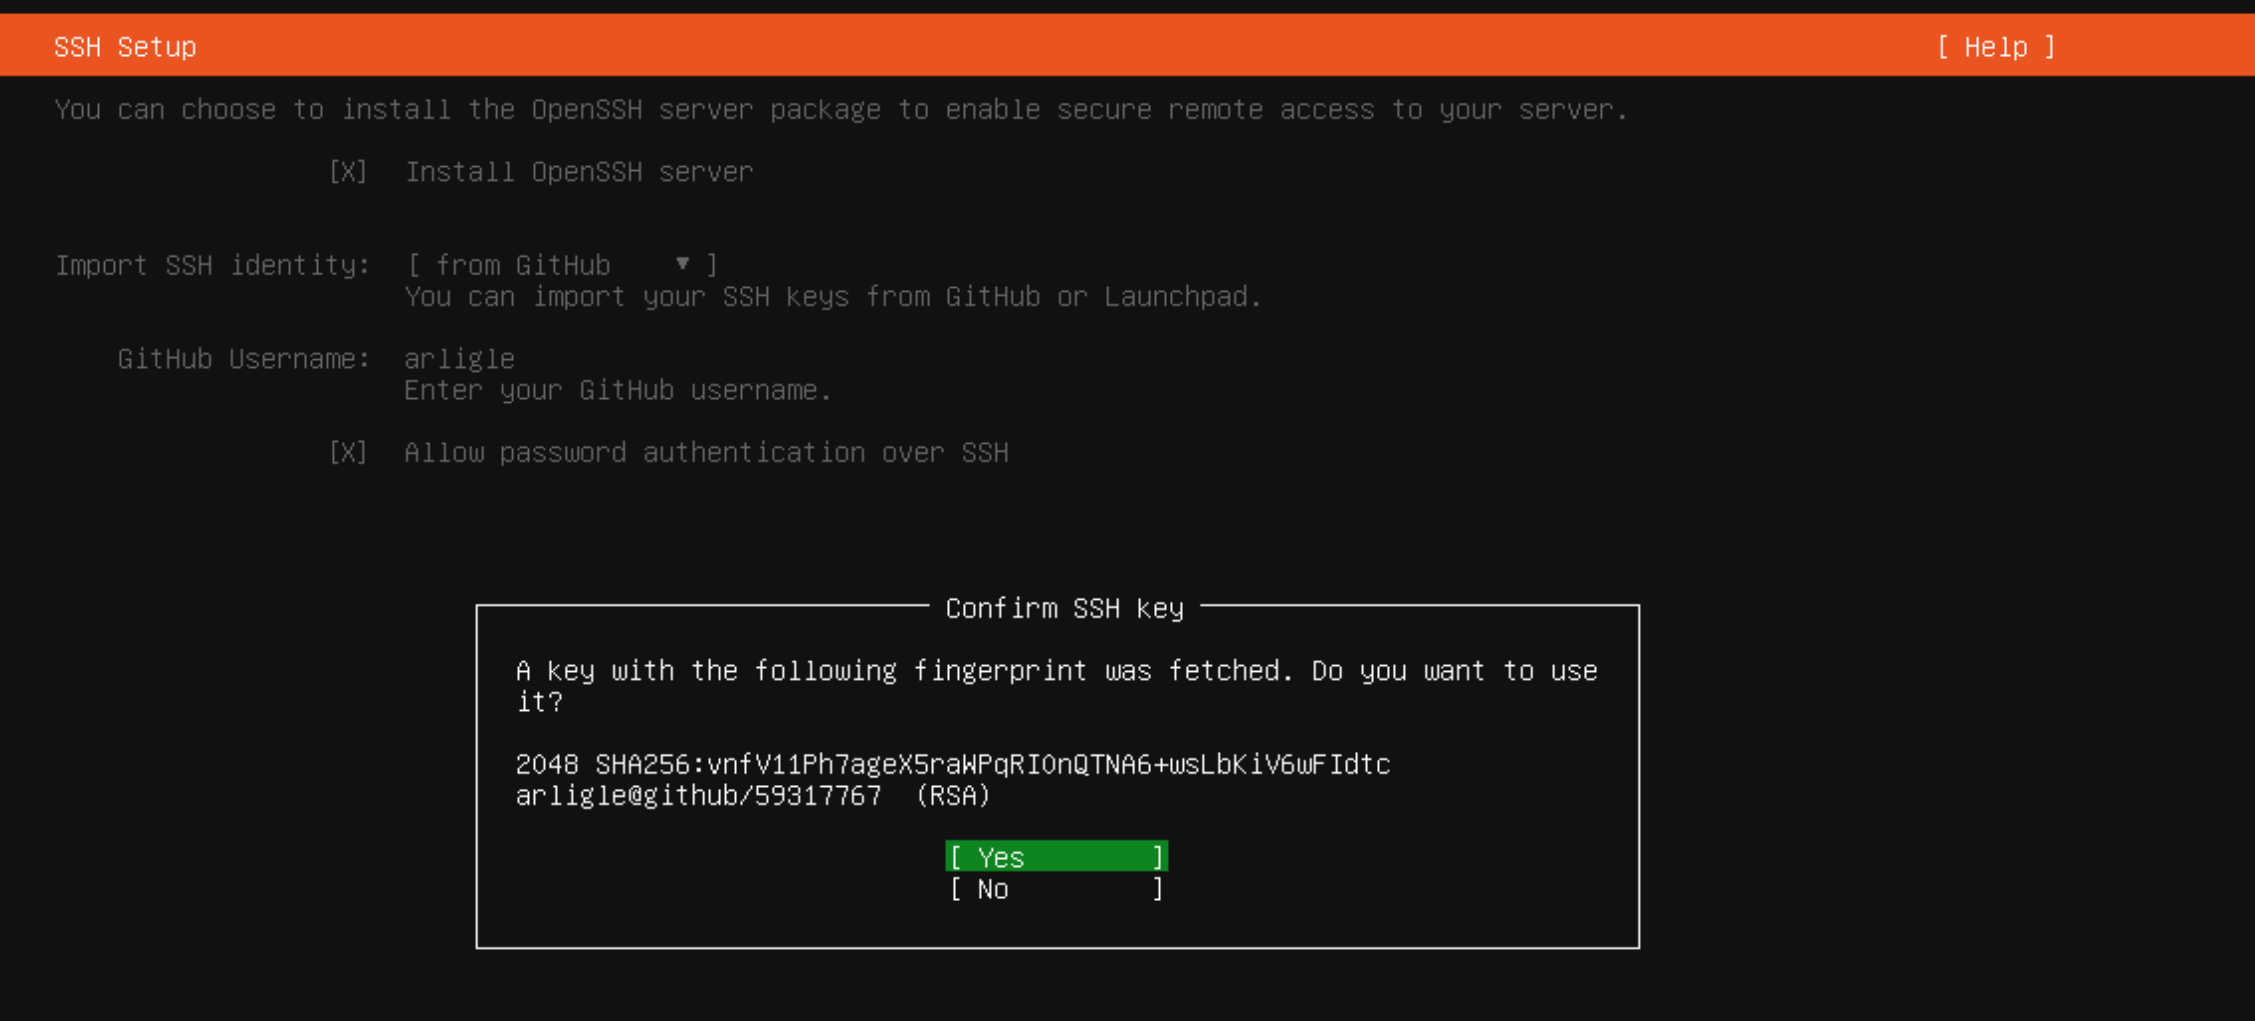 SSH Setup [ Help ]
You can choose to install the OpenSSH server package to enable secure remote access to your server.
[X] Install OpenSSH server
Import SSH identity: [ from GitHub ▾ ]
You can import your SSH keys from GitHub or Launchpad.
GitHub Username: arligle
Enter your GitHub username.
[X] Allow password authentication over SSH
Confirm SSH key
A key with the following fingerprint was fetched. Do you want to use
it?
2048 SHA256:vnfV11Ph7ageX5raWPqRI0nQTNA6+wsLbKiV6wFIdtc
arligle@github/59317767 (RSA)
[ Yes ]
[ No ]